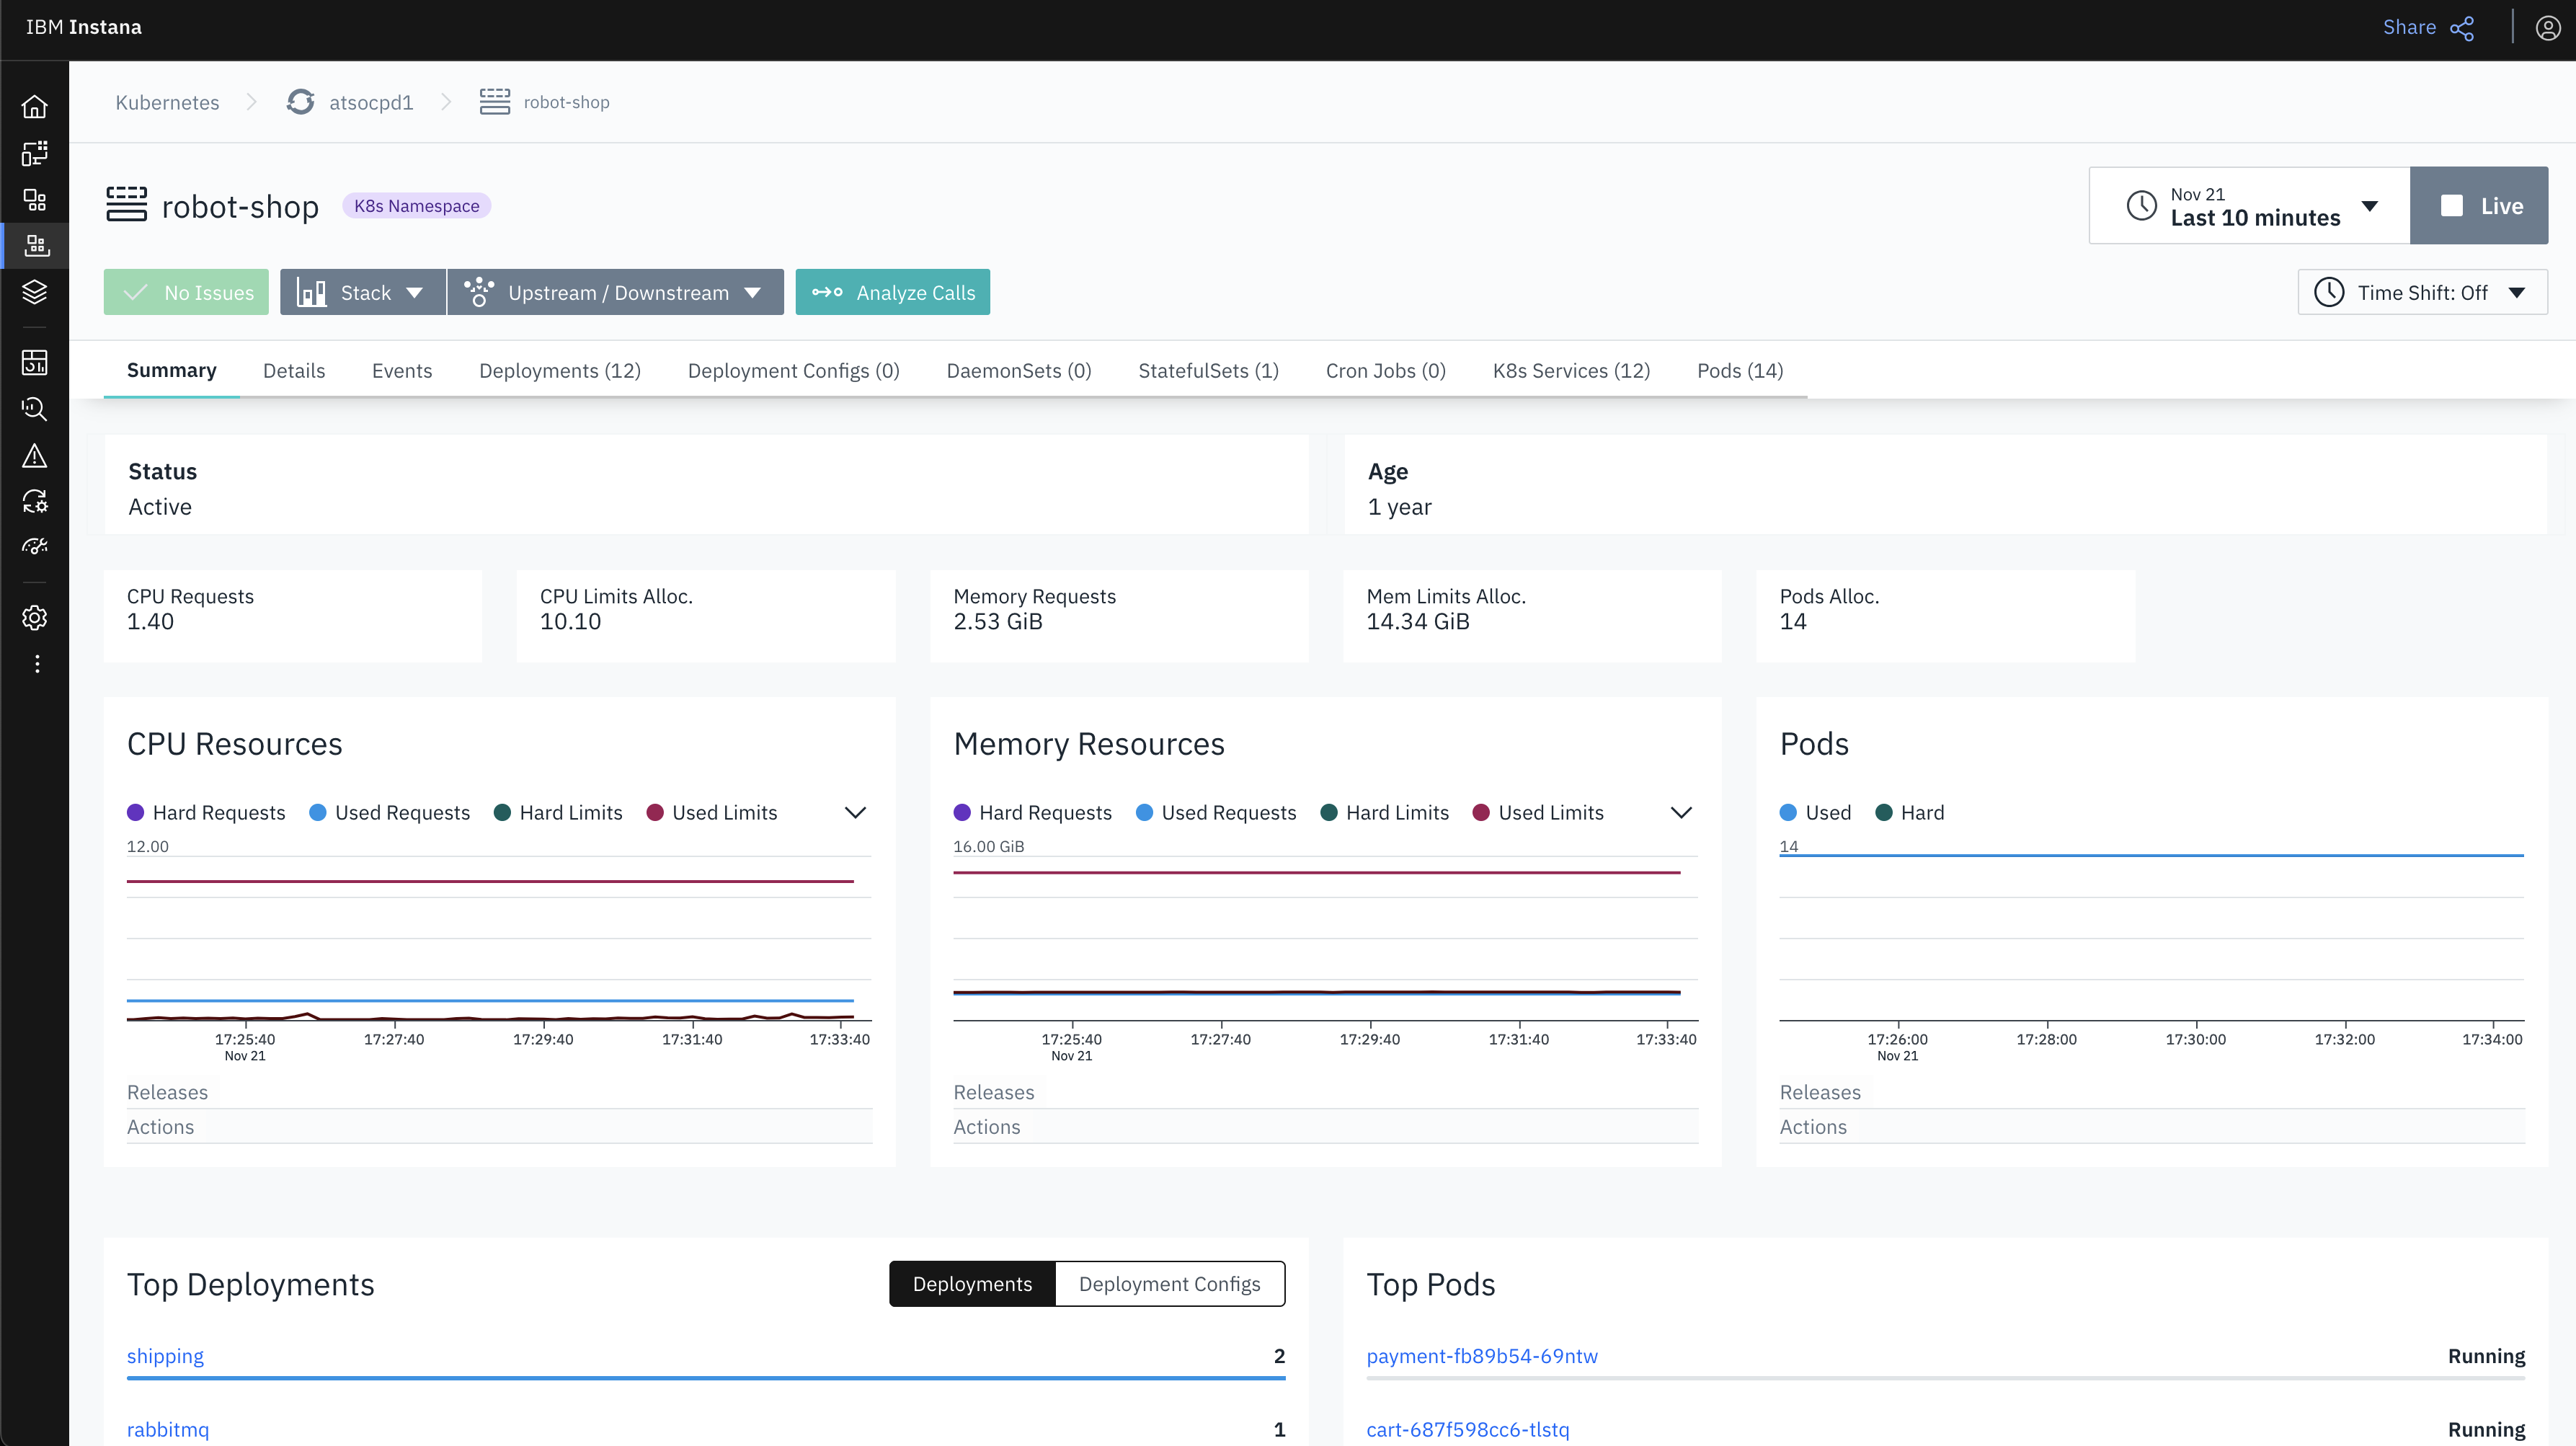 IBM Instana
Share
Kubernetes
atsocpd1
robot-shop
robot-shop
K8s Namespace
Nov 21
Last 10 minutes
Live
No Issues
Stack
Upstream / Downstream
Analyze Calls
Time Shift: Off
Summary
Details
Events
Deployments (12)
Deployment Configs (0)
DaemonSets (0)
StatefulSets (1)
Cron Jobs (0)
K8s Services (12)
Pods (14)
Status
Active
Age
1 year
CPU Requests
1.40
CPU Limits Alloc.
10.10
Memory Requests
2.53 GiB
Mem Limits Alloc.
14.34 GiB
Pods Alloc.
14
CPU Resources
Hard Requests
Used Requests
Hard Limits
Used Limits
12.00
17:25:40
Nov 21
17:27:40
17:29:40
17:31:40
17:33:40
Releases
Actions
Memory Resources
Hard Requests
Used Requests
Hard Limits
Used Limits
16.00 GiB
17:25:40
Nov 21
17:27:40
17:29:40
17:31:40
17:33:40
Releases
Actions
Pods
Used
Hard
14
17:26:00
Nov 21
17:28:00
17:30:00
17:32:00
17:34:00
Releases
Actions
Top Deployments
Deployments
Deployment Configs
shipping
2
rabbitmq
1
Top Pods
payment-fb89b54-69ntw
Running
cart-687f598cc6-tlstq
Running